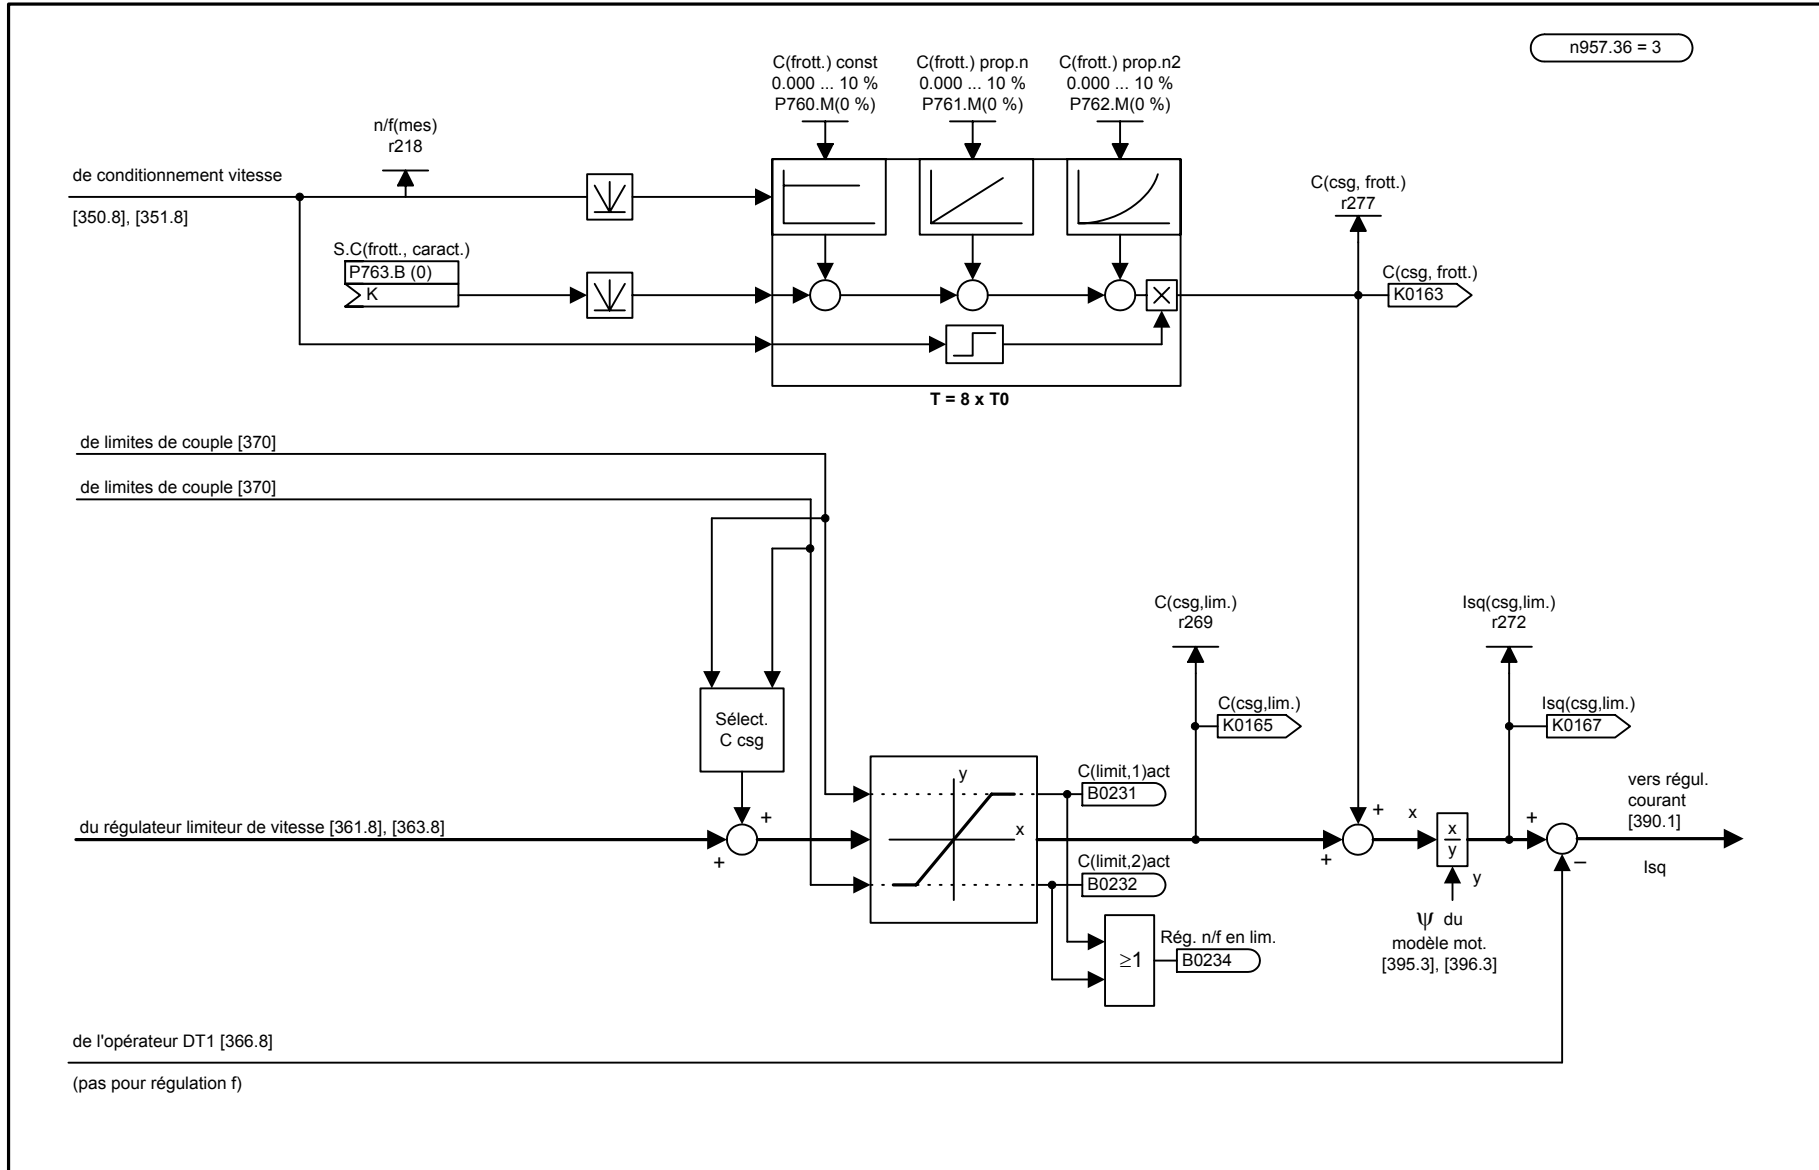 n957.36 = 3
C(frott.) const
0.000 ... 10 %
P760.M(0 %)
C(frott.) prop.n
0.000 ... 10 %
P761.M(0 %)
C(frott.) prop.n2
0.000 ... 10 %
P762.M(0 %)
n/f(mes)
r218
de conditionnement vitesse
[350.8], [351.8]
C(csg, frott.)
r277
S.C(frott., caract.)
P763.B (0)
K
C(csg, frott.)
K0163
T = 8 x T0
de limites de couple [370]
de limites de couple [370]
C(csg,lim.)
r269
Isq(csg,lim.)
r272
Sélect.
C csg
C(csg,lim.)
K0165
Isq(csg,lim.)
K0167
y
x
C(limit,1)act
B0231
vers régul.
courant
[390.1]
du régulateur limiteur de vitesse [361.8], [363.8]
+
+
+
+
x
x
y
+
–
Isq
C(limit,2)act
B0232
y
ψ du
modèle mot.
[395.3], [396.3]
≥1
Rég. n/f en lim.
B0234
de l'opérateur DT1 [366.8]
(pas pour régulation f)